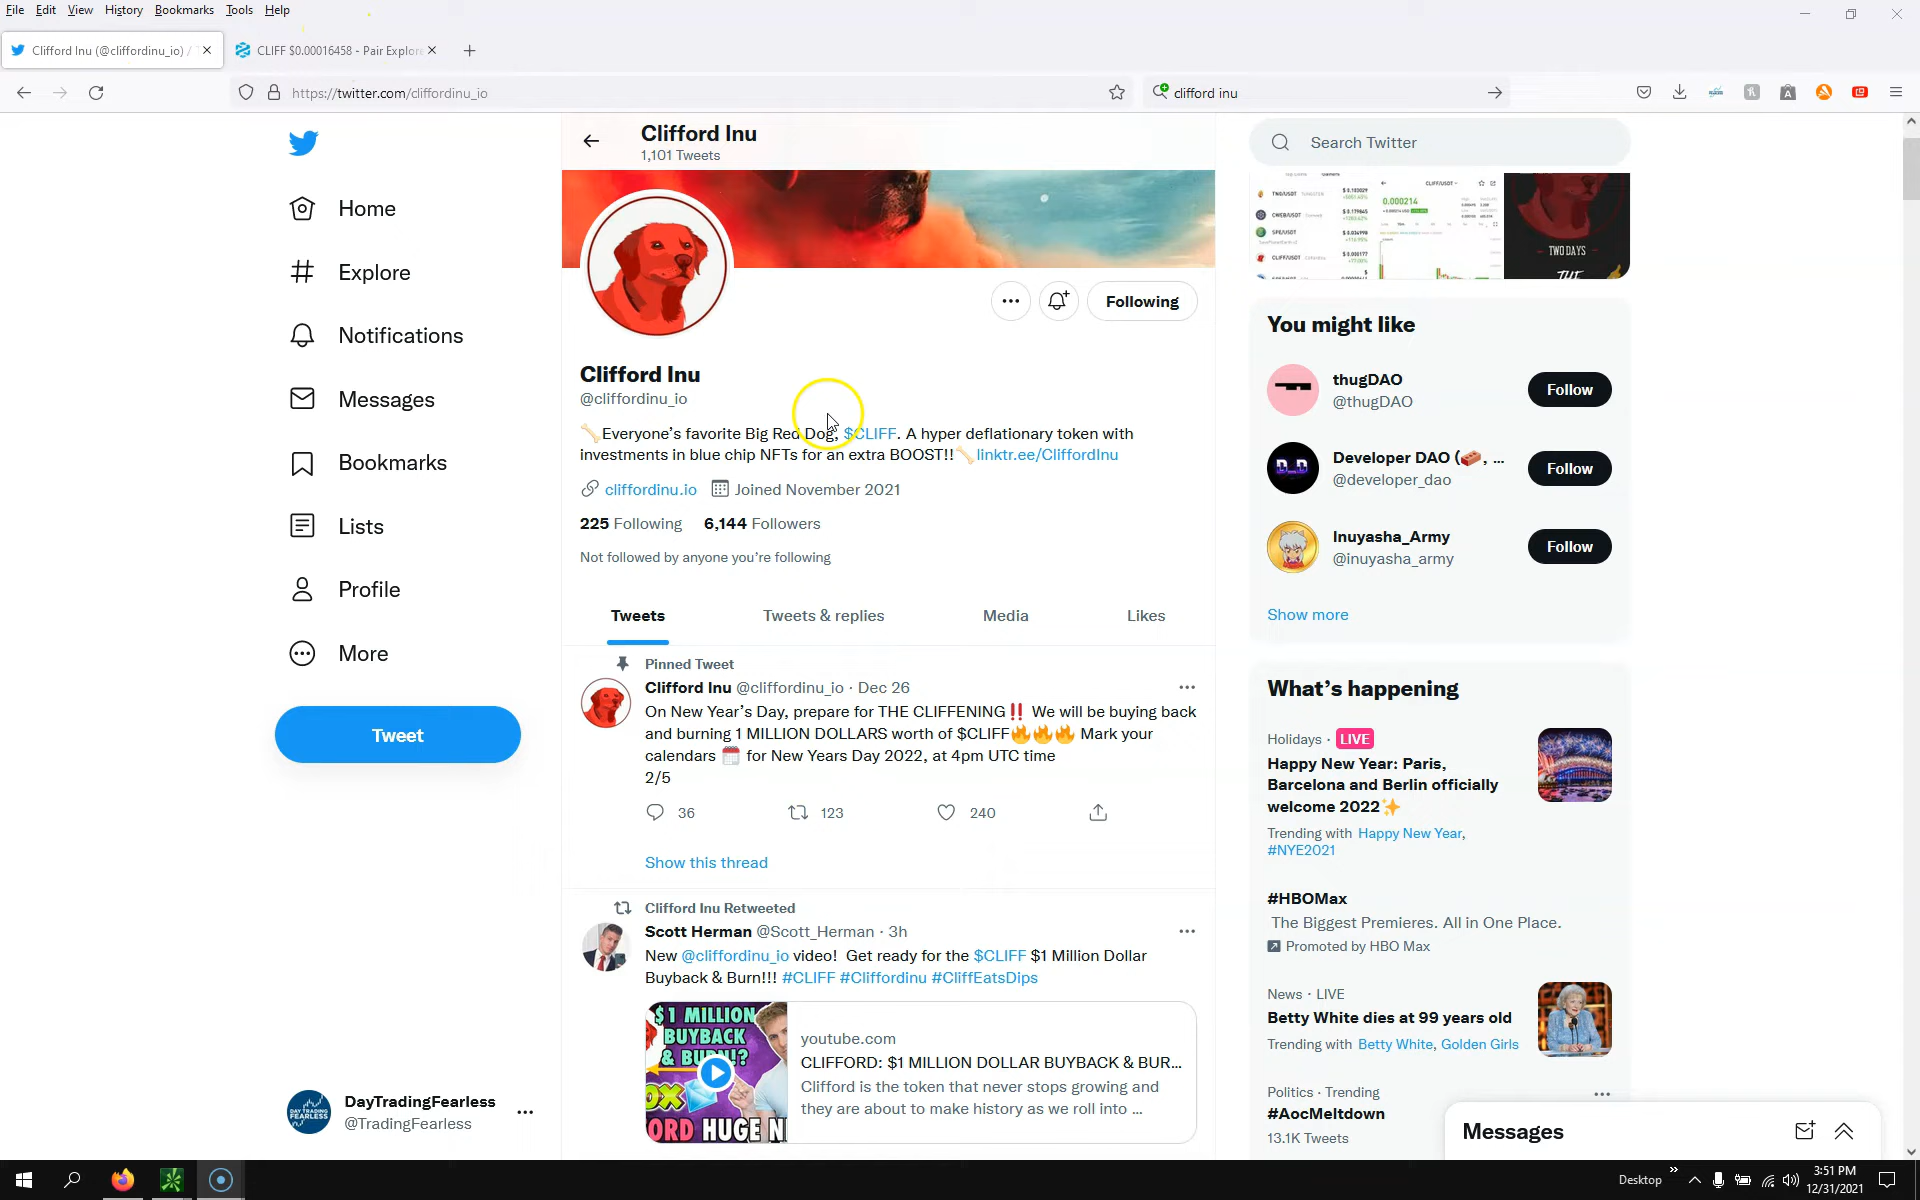 File Edit View History Bookmarks Tools Help
Clifford Inu (@cliffordinu_io) /
CLIFF $0.00016458 - Pair Explor
https://twitter.com/cliffordinu_io
clifford inu
Clifford Inu
1,101 Tweets
Search Twitter
Home
Explore
Notifications
Messages
Bookmarks
Lists
Profile
More
Tweet
DayTradingFearless
@TradingFearless
Following
Clifford Inu
@cliffordinu_io
🦴Everyone's favorite Big Red Dog, $CLIFF. A hyper deflationary token with
investments in blue chip NFTs for an extra BOOST!!🦴linktr.ee/CliffordInu
cliffordinu.io Joined November 2021
225 Following 6,144 Followers
Not followed by anyone you're following
Tweets Tweets & replies Media Likes
Pinned Tweet
Clifford Inu @cliffordinu_io · Dec 26
On New Year's Day, prepare for THE CLIFFENING‼ We will be buying back
and burning 1 MILLION DOLLARS worth of $CLIFF🔥🔥🔥 Mark your
calendars 🗓 for New Years Day 2022, at 4pm UTC time
2/5
36 123 240
Show this thread
Clifford Inu Retweeted
Scott Herman @Scott_Herman · 3h
New @cliffordinu_io video! Get ready for the $CLIFF $1 Million Dollar
Buyback & Burn!!! #CLIFF #Cliffordinu #CliffEatsDips
$1 MILLION
BUYBACK
& BURN!?
ORD HUGE N
youtube.com
CLIFFORD: $1 MILLION DOLLAR BUYBACK & BUR...
Clifford is the token that never stops growing and
they are about to make history as we roll into ...
CLIFF/USDT
0.000214
TWO DAYS
THE
You might like
thugDAO
@thugDAO
Follow
Developer DAO (🧱, ...
@developer_dao
Follow
Inuyasha_Army
@inuyasha_army
Follow
Show more
What's happening
Holidays · LIVE
Happy New Year: Paris,
Barcelona and Berlin officially
welcome 2022✨
Trending with Happy New Year,
#NYE2021
#HBOMax
The Biggest Premieres. All in One Place.
Promoted by HBO Max
News · LIVE
Betty White dies at 99 years old
Trending with Betty White, Golden Girls
Politics · Trending
#AocMeltdown
13.1K Tweets
Messages
Desktop
3:51 PM
12/31/2021